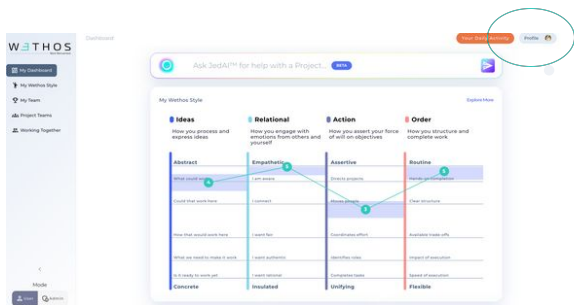 WƎTHOS
Dashboard
Your Daily Activity
Profile
My Dashboard
My Wethos Style
My Team
Project Teams
Working Together
Ask JedAI™ for help with a Project...
BETA
My Wethos Style
Explore More
Ideas
How you process and
express ideas
Relational
How you engage with
emotions from others and
yourself
Action
How you assert your force
of will on objectives
Order
How you structure and
complete work
Abstract
Empathetic
Assertive
Routine
What could work
I am aware
Directs projects
Hands-on completion
Could that work here
I connect
Moves people
Clear structure
How that would work here
I want fair
Coordinates effort
Available trade-offs
What we need to make it work
I want authentic
Identifies roles
Impact of execution
Is it ready to work yet
I want rational
Completes tasks
Speed of execution
Concrete
Insulated
Unifying
Flexible
Mode
User
Admin